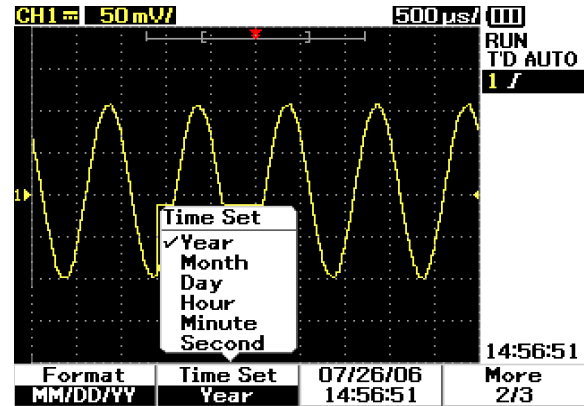 CH1 50mV/ 500µs/
RUN
T'D AUTO
1
1
Time Set
✓Year
Month
Day
Hour
Minute
Second
14:56:51
Format Time Set 07/26/06 More
MM/DD/YY Year 14:56:51 2/3